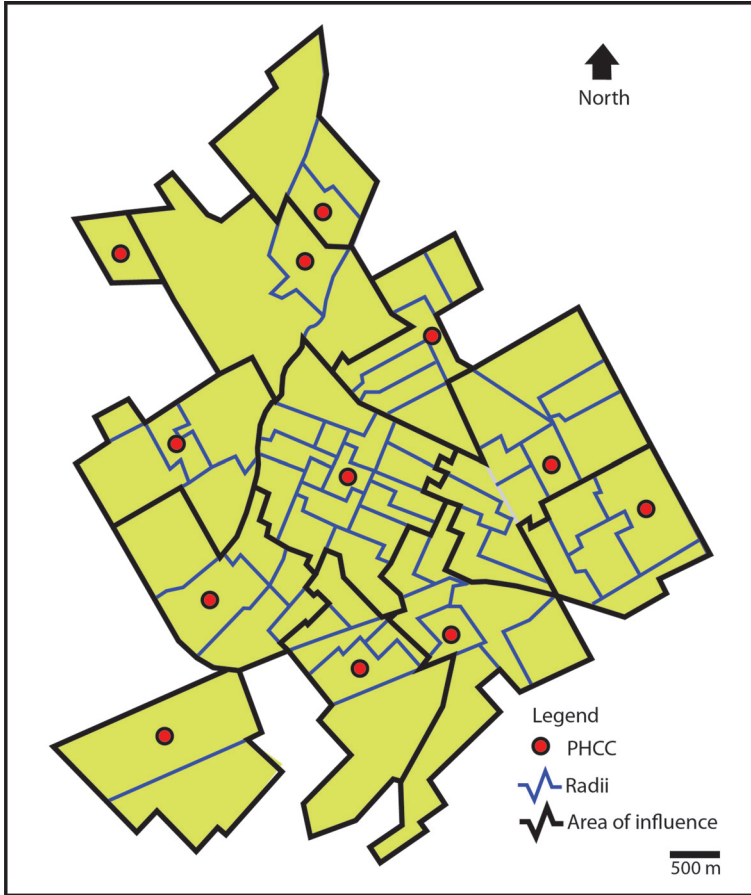 North
Legend
PHCC
Radii
Area of influence
500 m